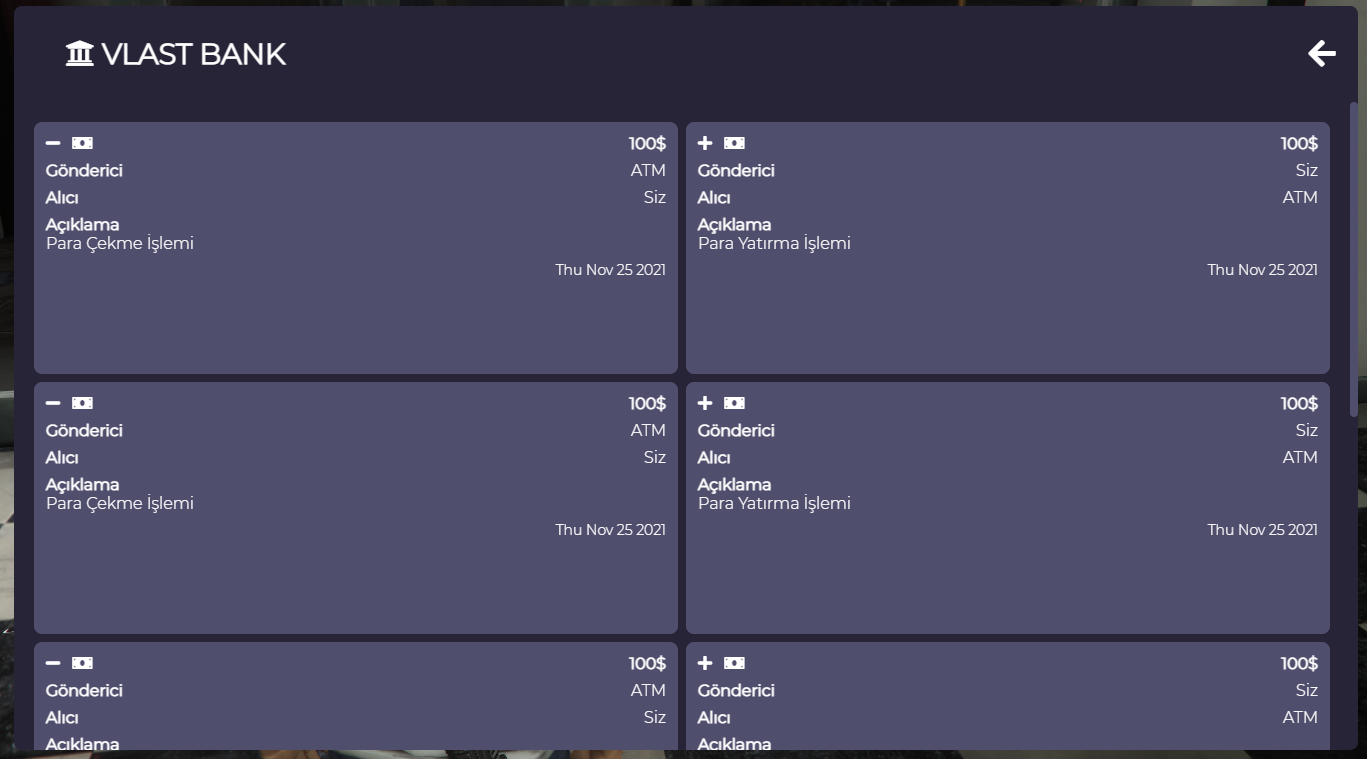 VLAST BANK
100$
Gönderici ATM
Alıcı Siz
Açıklama
Para Çekme İşlemi
Thu Nov 25 2021
100$
Gönderici Siz
Alıcı ATM
Açıklama
Para Yatırma İşlemi
Thu Nov 25 2021
100$
Gönderici ATM
Alıcı Siz
Açıklama
Para Çekme İşlemi
Thu Nov 25 2021
100$
Gönderici Siz
Alıcı ATM
Açıklama
Para Yatırma İşlemi
Thu Nov 25 2021
100$
Gönderici ATM
Alıcı Siz
Açıklama
100$
Gönderici Siz
Alıcı ATM
Açıklama